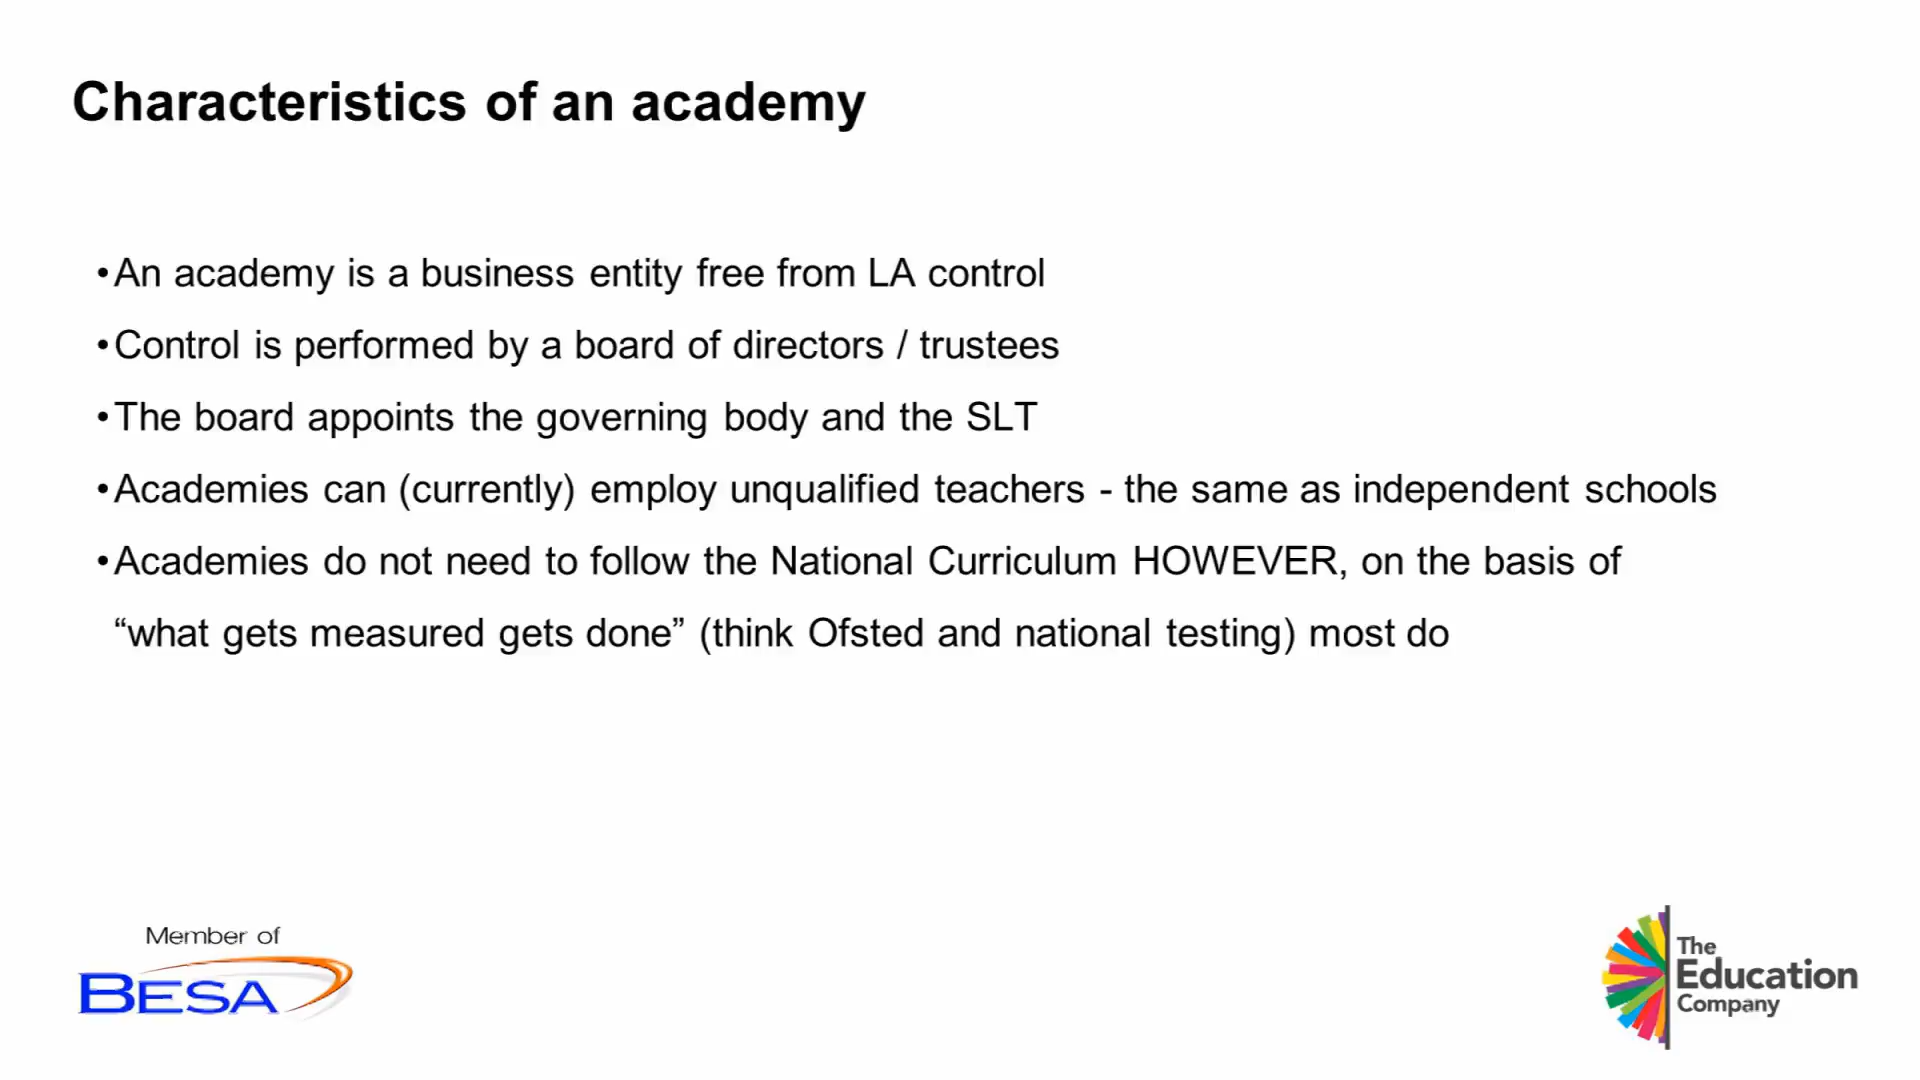 Characteristics of an academy
•An academy is a business entity free from LA control
•Control is performed by a board of directors / trustees
•The board appoints the governing body and the SLT
•Academies can (currently) employ unqualified teachers - the same as independent schools
•Academies do not need to follow the National Curriculum HOWEVER, on the basis of
“what gets measured gets done” (think Ofsted and national testing) most do
Member of
BESA
The
Education
Company